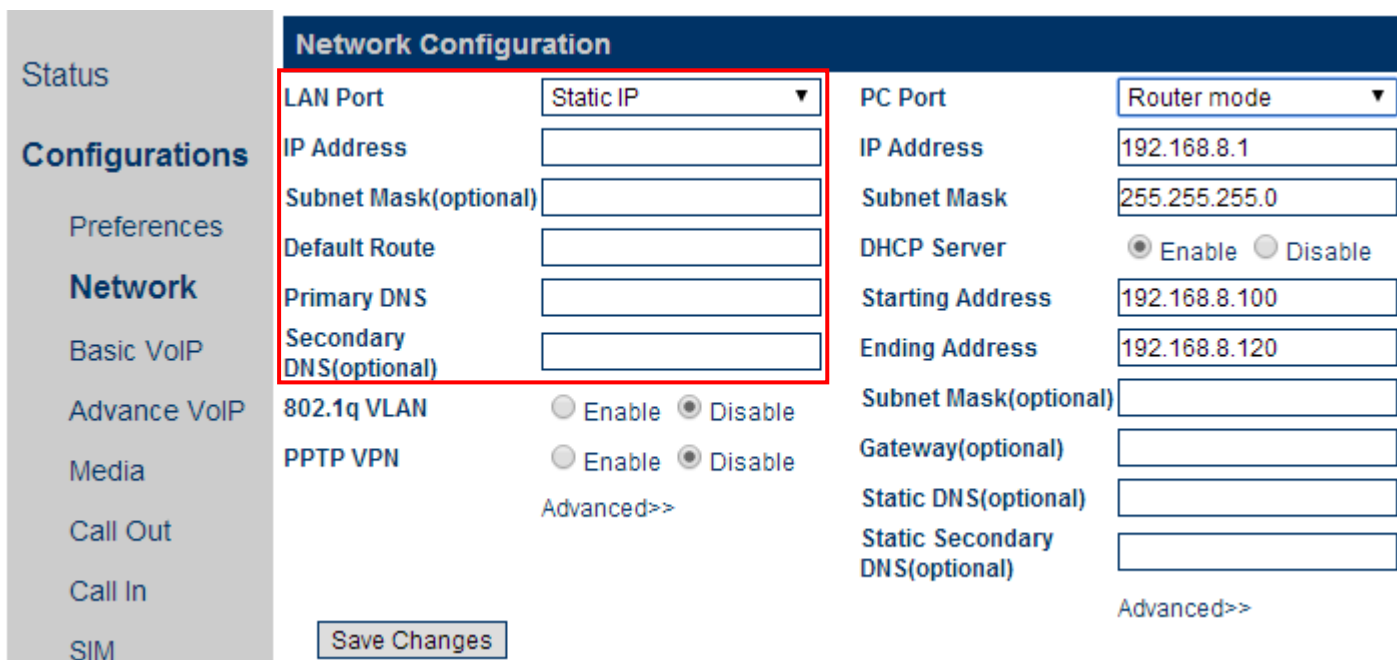 Status
Configurations
Preferences
Network
Basic VoIP
Advance VoIP
Media
Call Out
Call In
SIM
Network Configuration
LAN Port Static IP
IP Address
Subnet Mask(optional)
Default Route
Primary DNS
Secondary
DNS(optional)
802.1q VLAN Enable Disable
PPTP VPN Enable Disable
Advanced>>
Save Changes
PC Port Router mode
IP Address 192.168.8.1
Subnet Mask 255.255.255.0
DHCP Server Enable Disable
Starting Address 192.168.8.100
Ending Address 192.168.8.120
Subnet Mask(optional)
Gateway(optional)
Static DNS(optional)
Static Secondary
DNS(optional)
Advanced>>